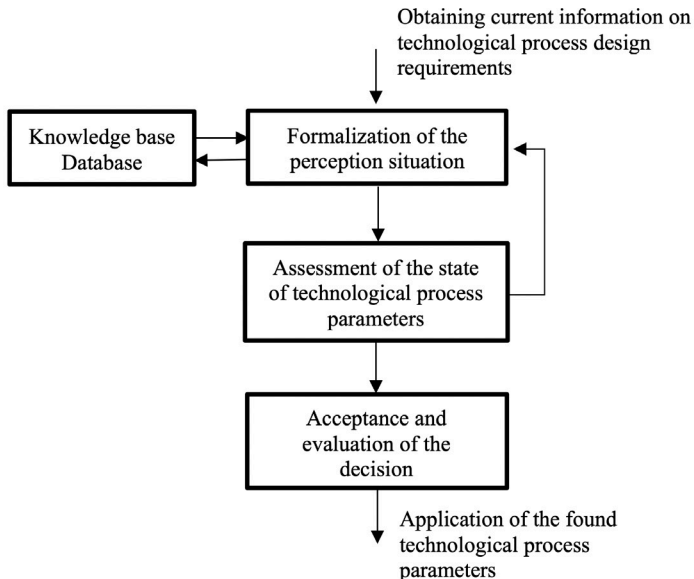 Obtaining current information on
technological process design
requirements
Knowledge base
Database
Formalization of the
perception situation
Assessment of the state
of technological process
parameters
Acceptance and
evaluation of the
decision
Application of the found
technological process
parameters